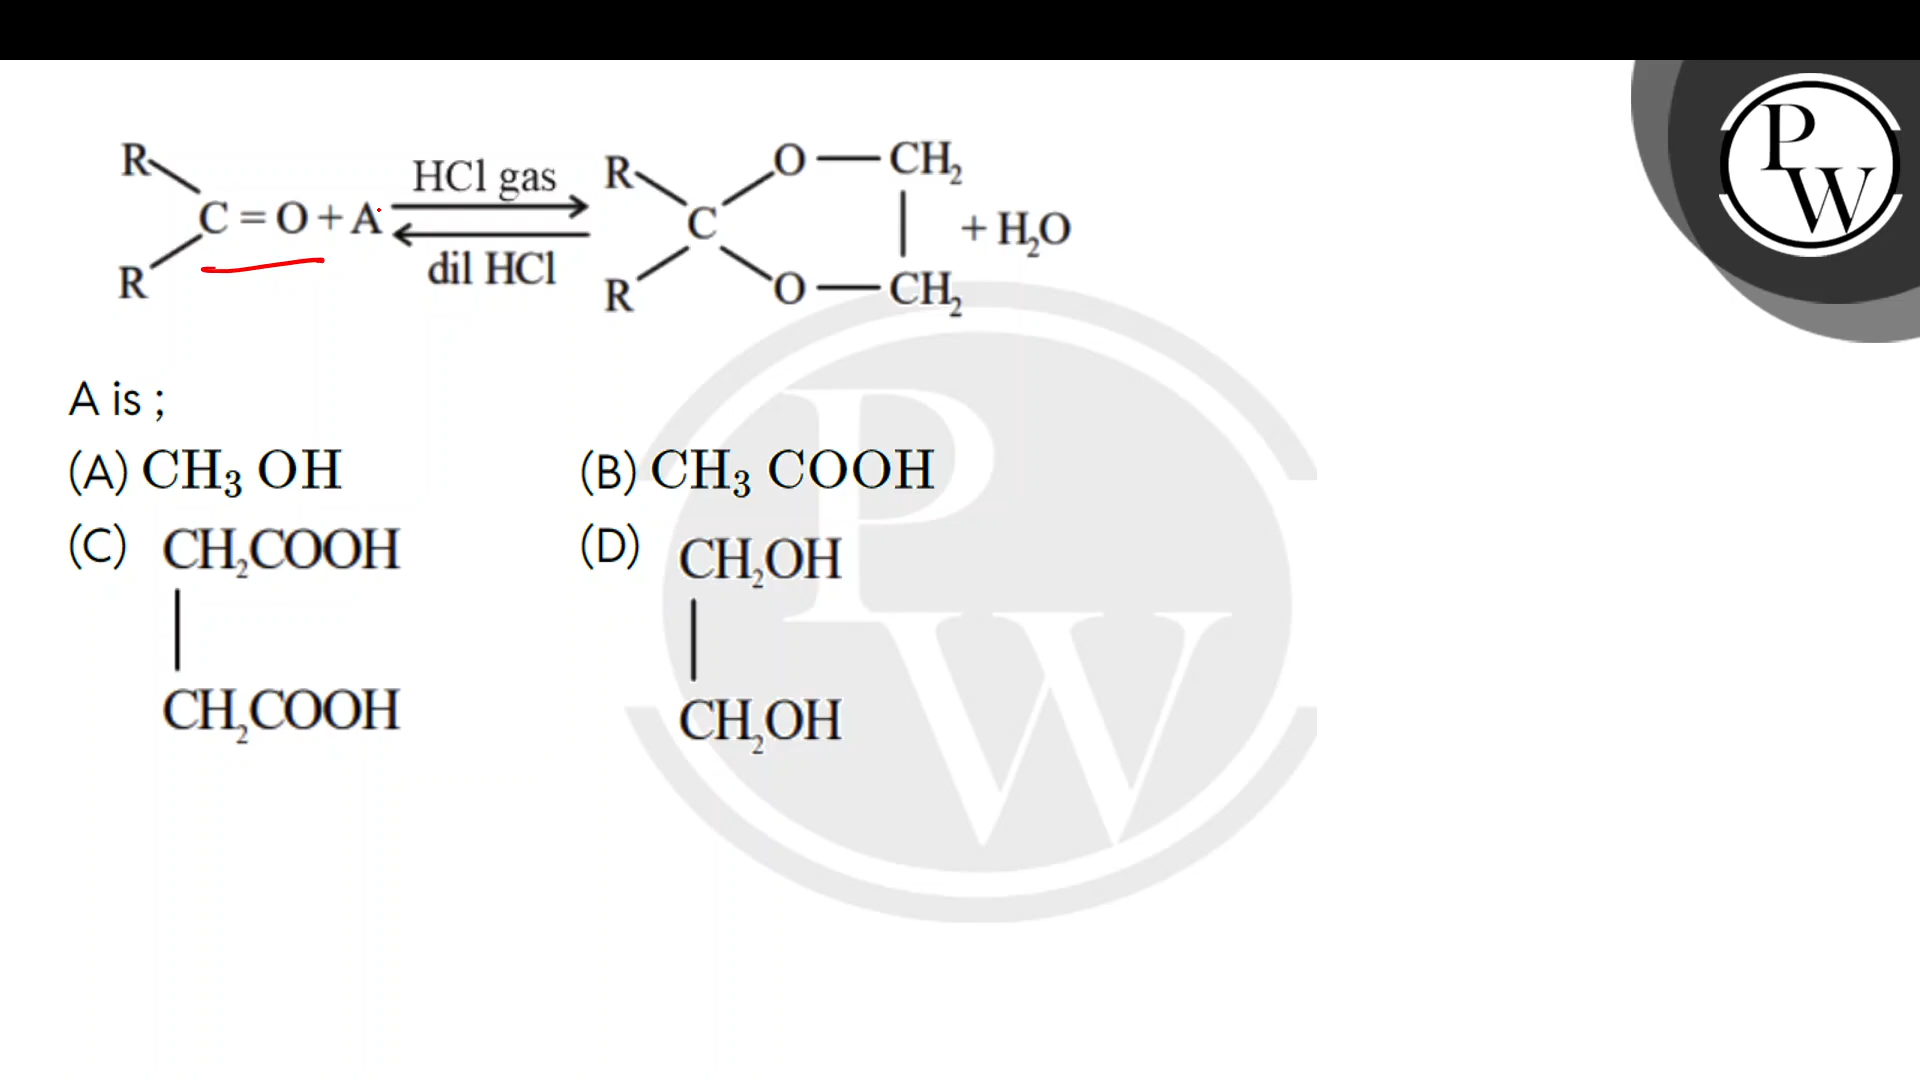 P
W
R
C = O + A
R
HCl gas
dil HCl
R
O — CH₂
C
| + H₂O
R
O — CH₂
A is ;
(A) CH₃ OH
(B) CH₃ COOH
(C) CH₂COOH
|
CH₂COOH
(D) CH₂OH
|
CH₂OH
P
W